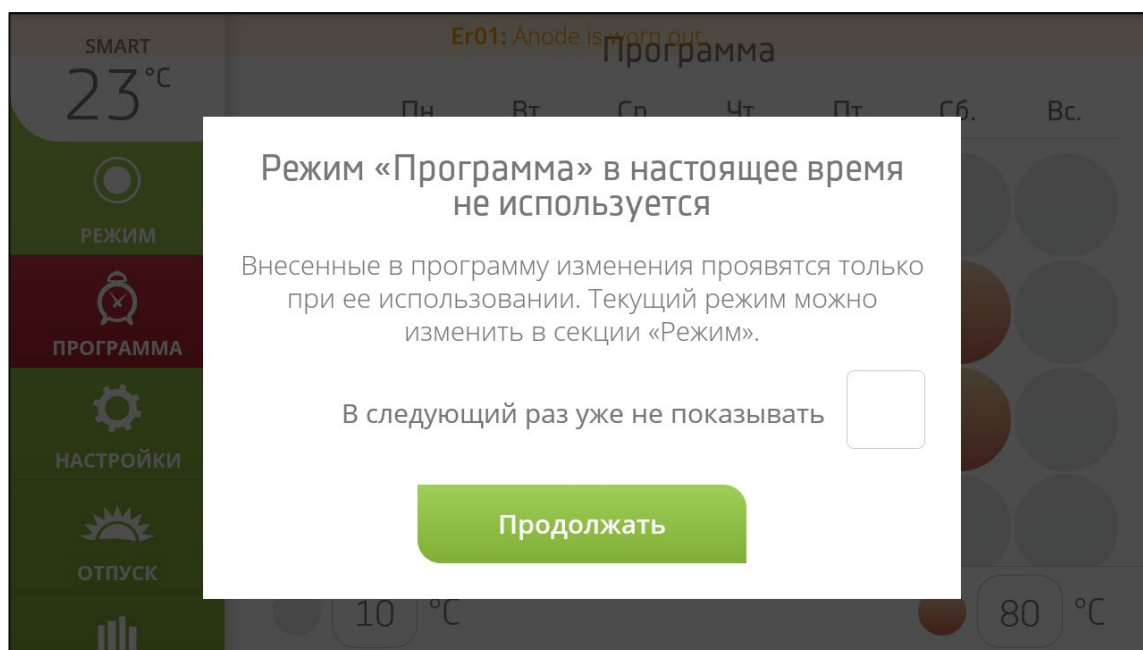 SMART
23 °C
Er01: Anode is worn out
Программа
Пн Вт Ср Чт Пт Сб. Вс.
РЕЖИМ
ПРОГРАММА
НАСТРОЙКИ
ОТПУСК
Режим «Программа» в настоящее время
не используется
Внесенные в программу изменения проявятся только
при ее использовании. Текущий режим можно
изменить в секции «Режим».
В следующий раз уже не показывать
Продолжать
10 °C 80 °C